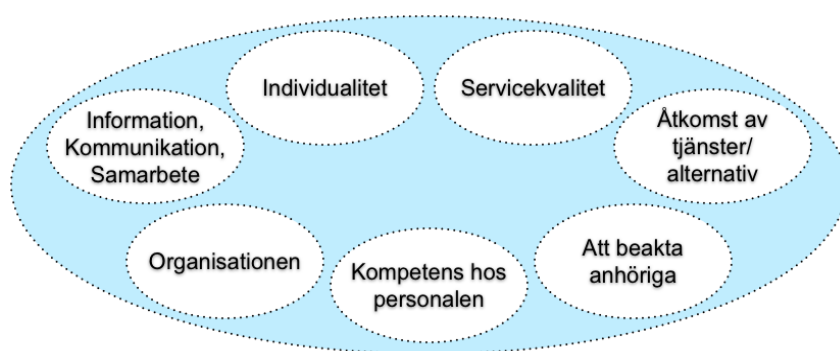 Individualitet
Servicekvalitet
Information,
Kommunikation,
Samarbete
Åtkomst av
tjänster/
alternativ
Organisationen
Kompetens hos
personalen
Att beakta
anhöriga